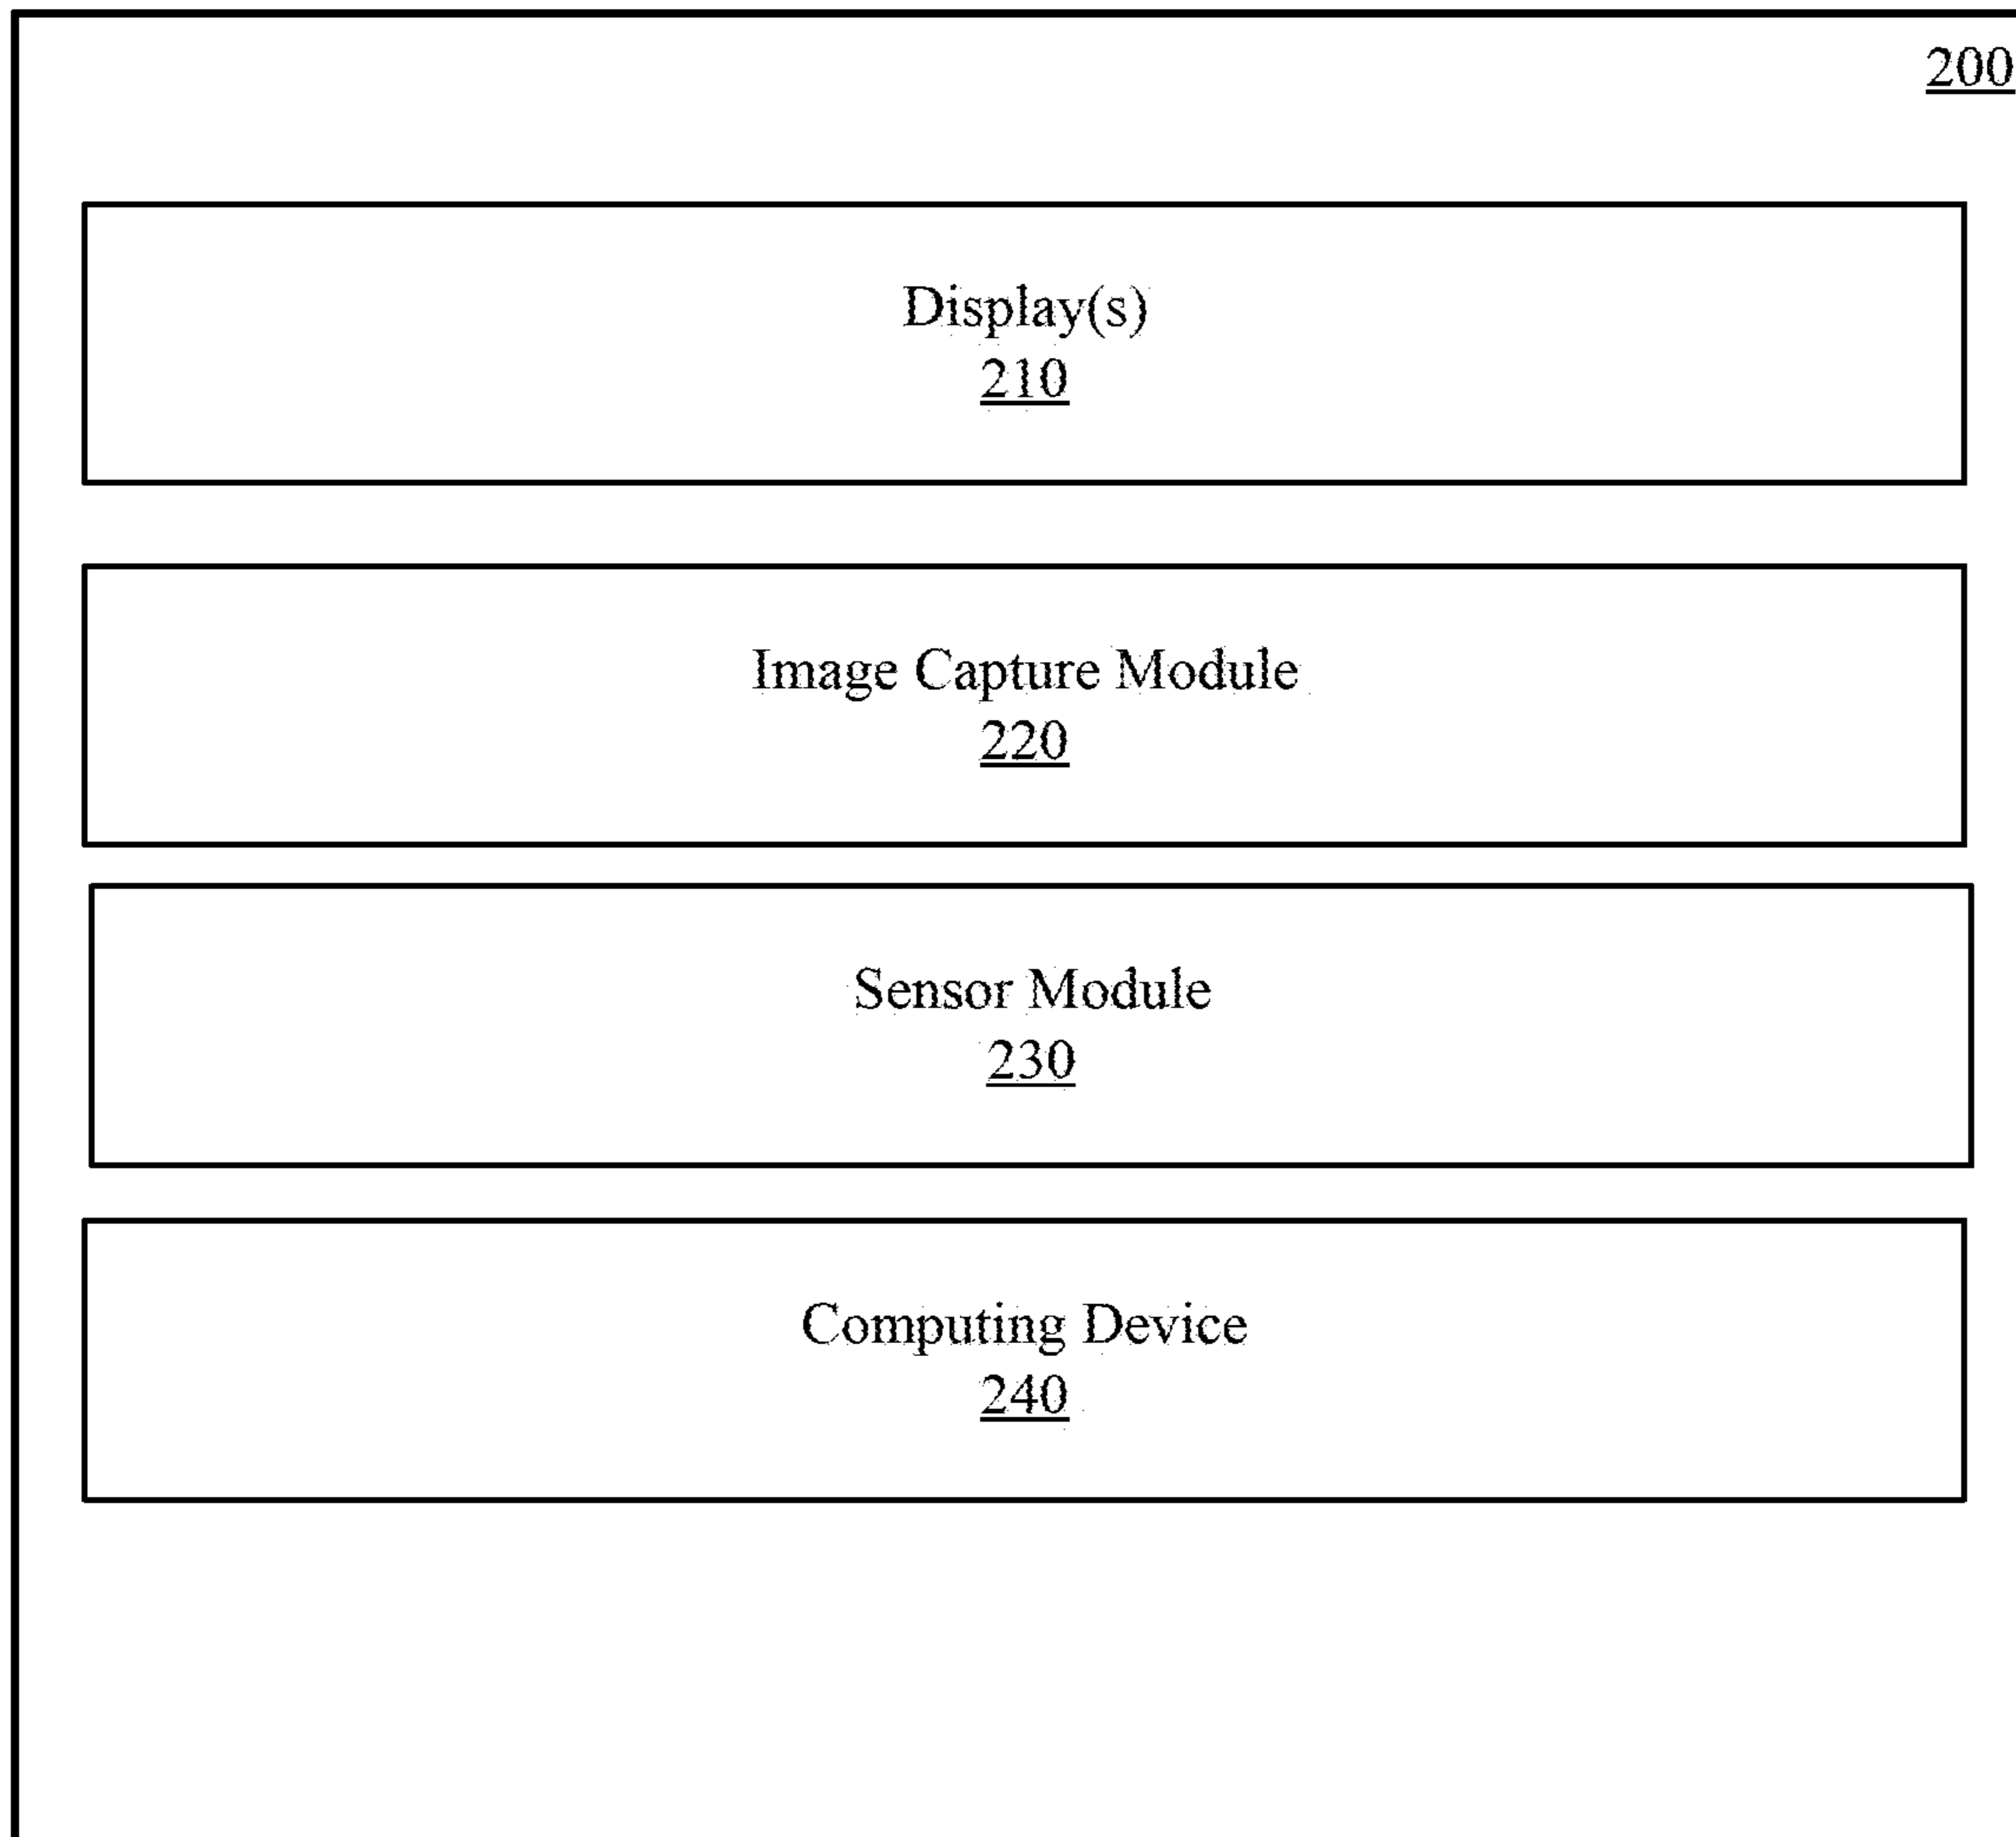 200
Display(s)
210
Image Capture Module
220
Sensor Module
230
Computing Device
240